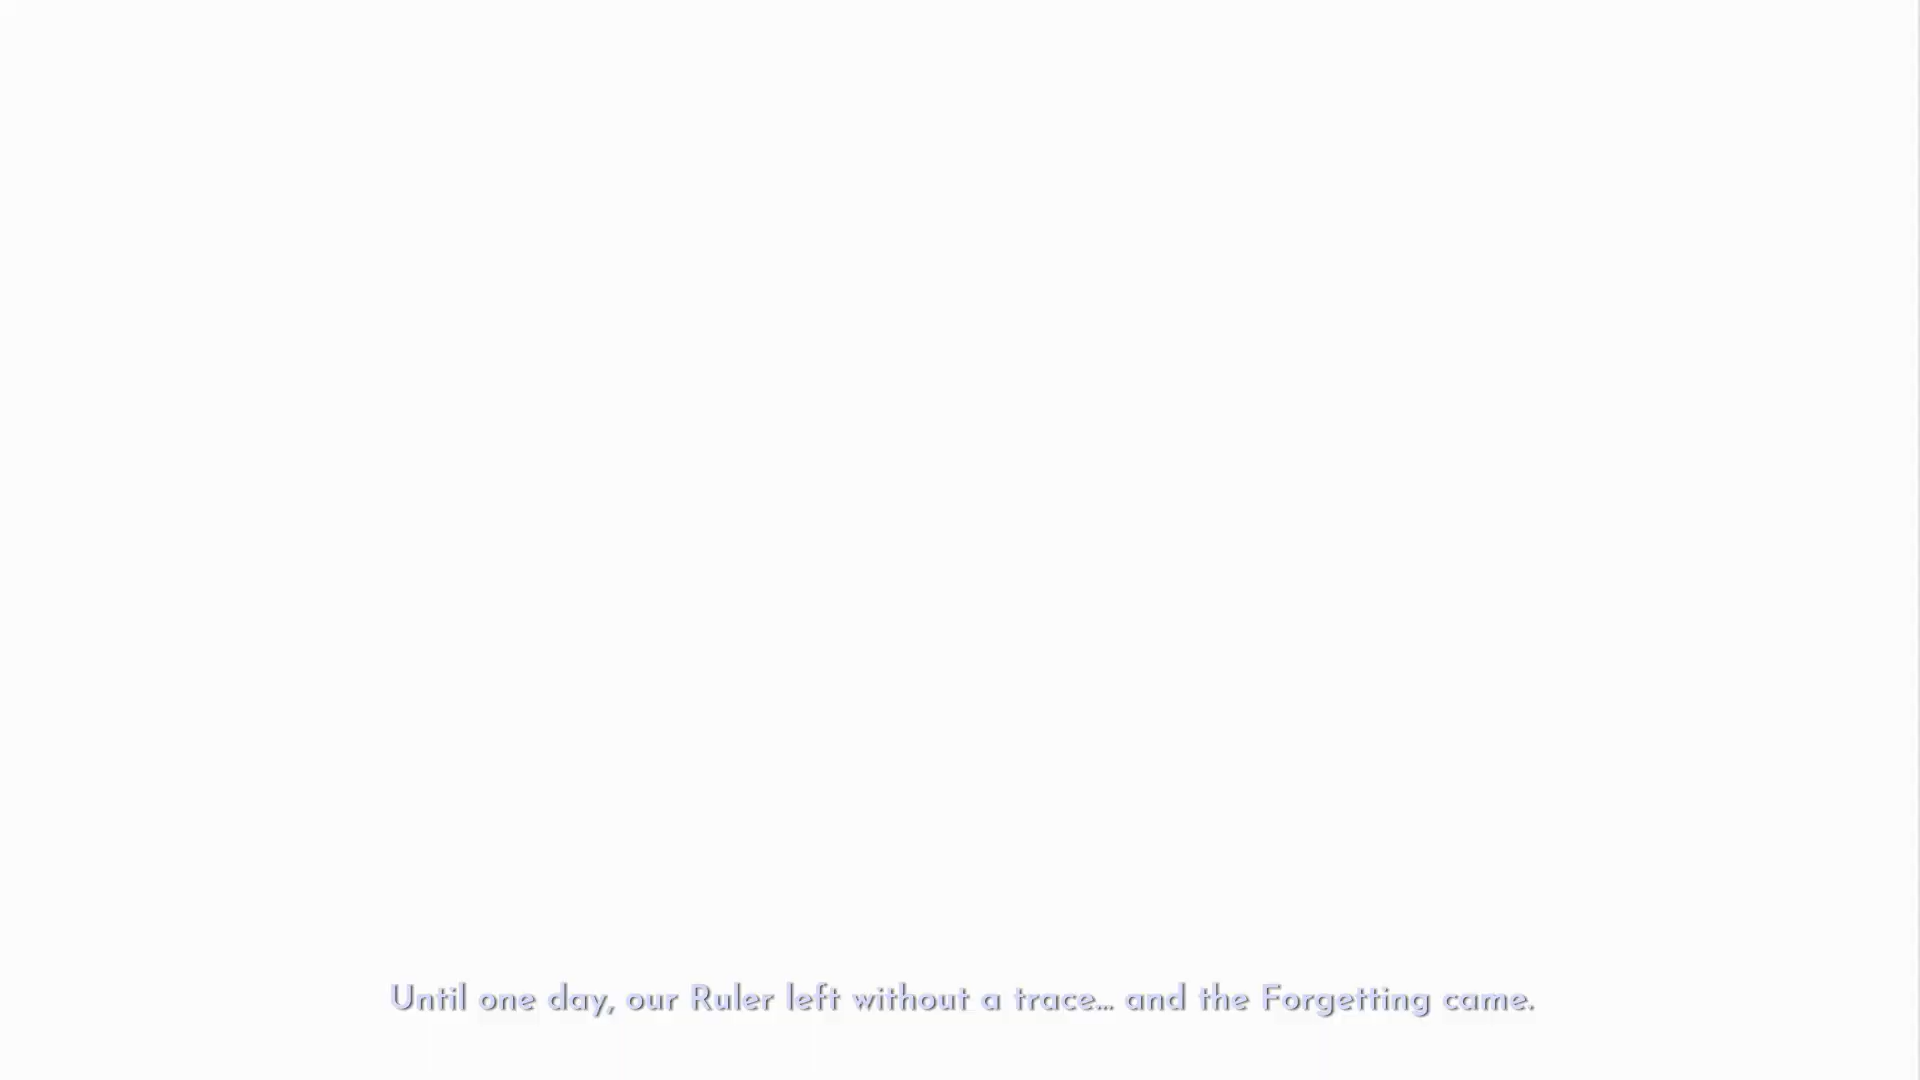 Until one day, our Ruler left without a trace... and the Forgetting came.